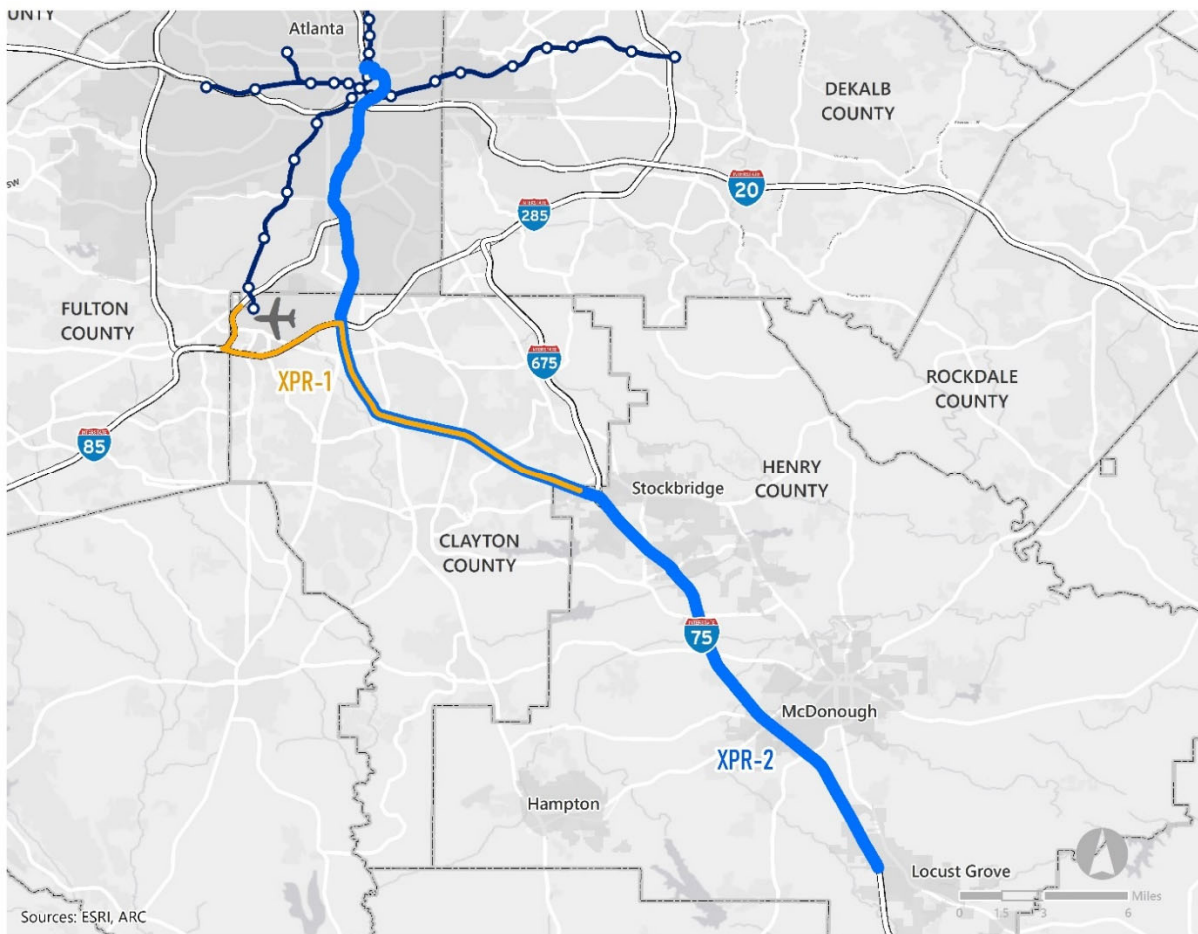 UNTY
Atlanta
DEKALB
COUNTY
20
285
FULTON
COUNTY
XPR-1
675
ROCKDALE
COUNTY
85
HENRY
COUNTY
Stockbridge
CLAYTON
COUNTY
75
McDonough
XPR-2
Hampton
Locust Grove
Miles
0 1.5 3 6
Sources: ESRI, ARC